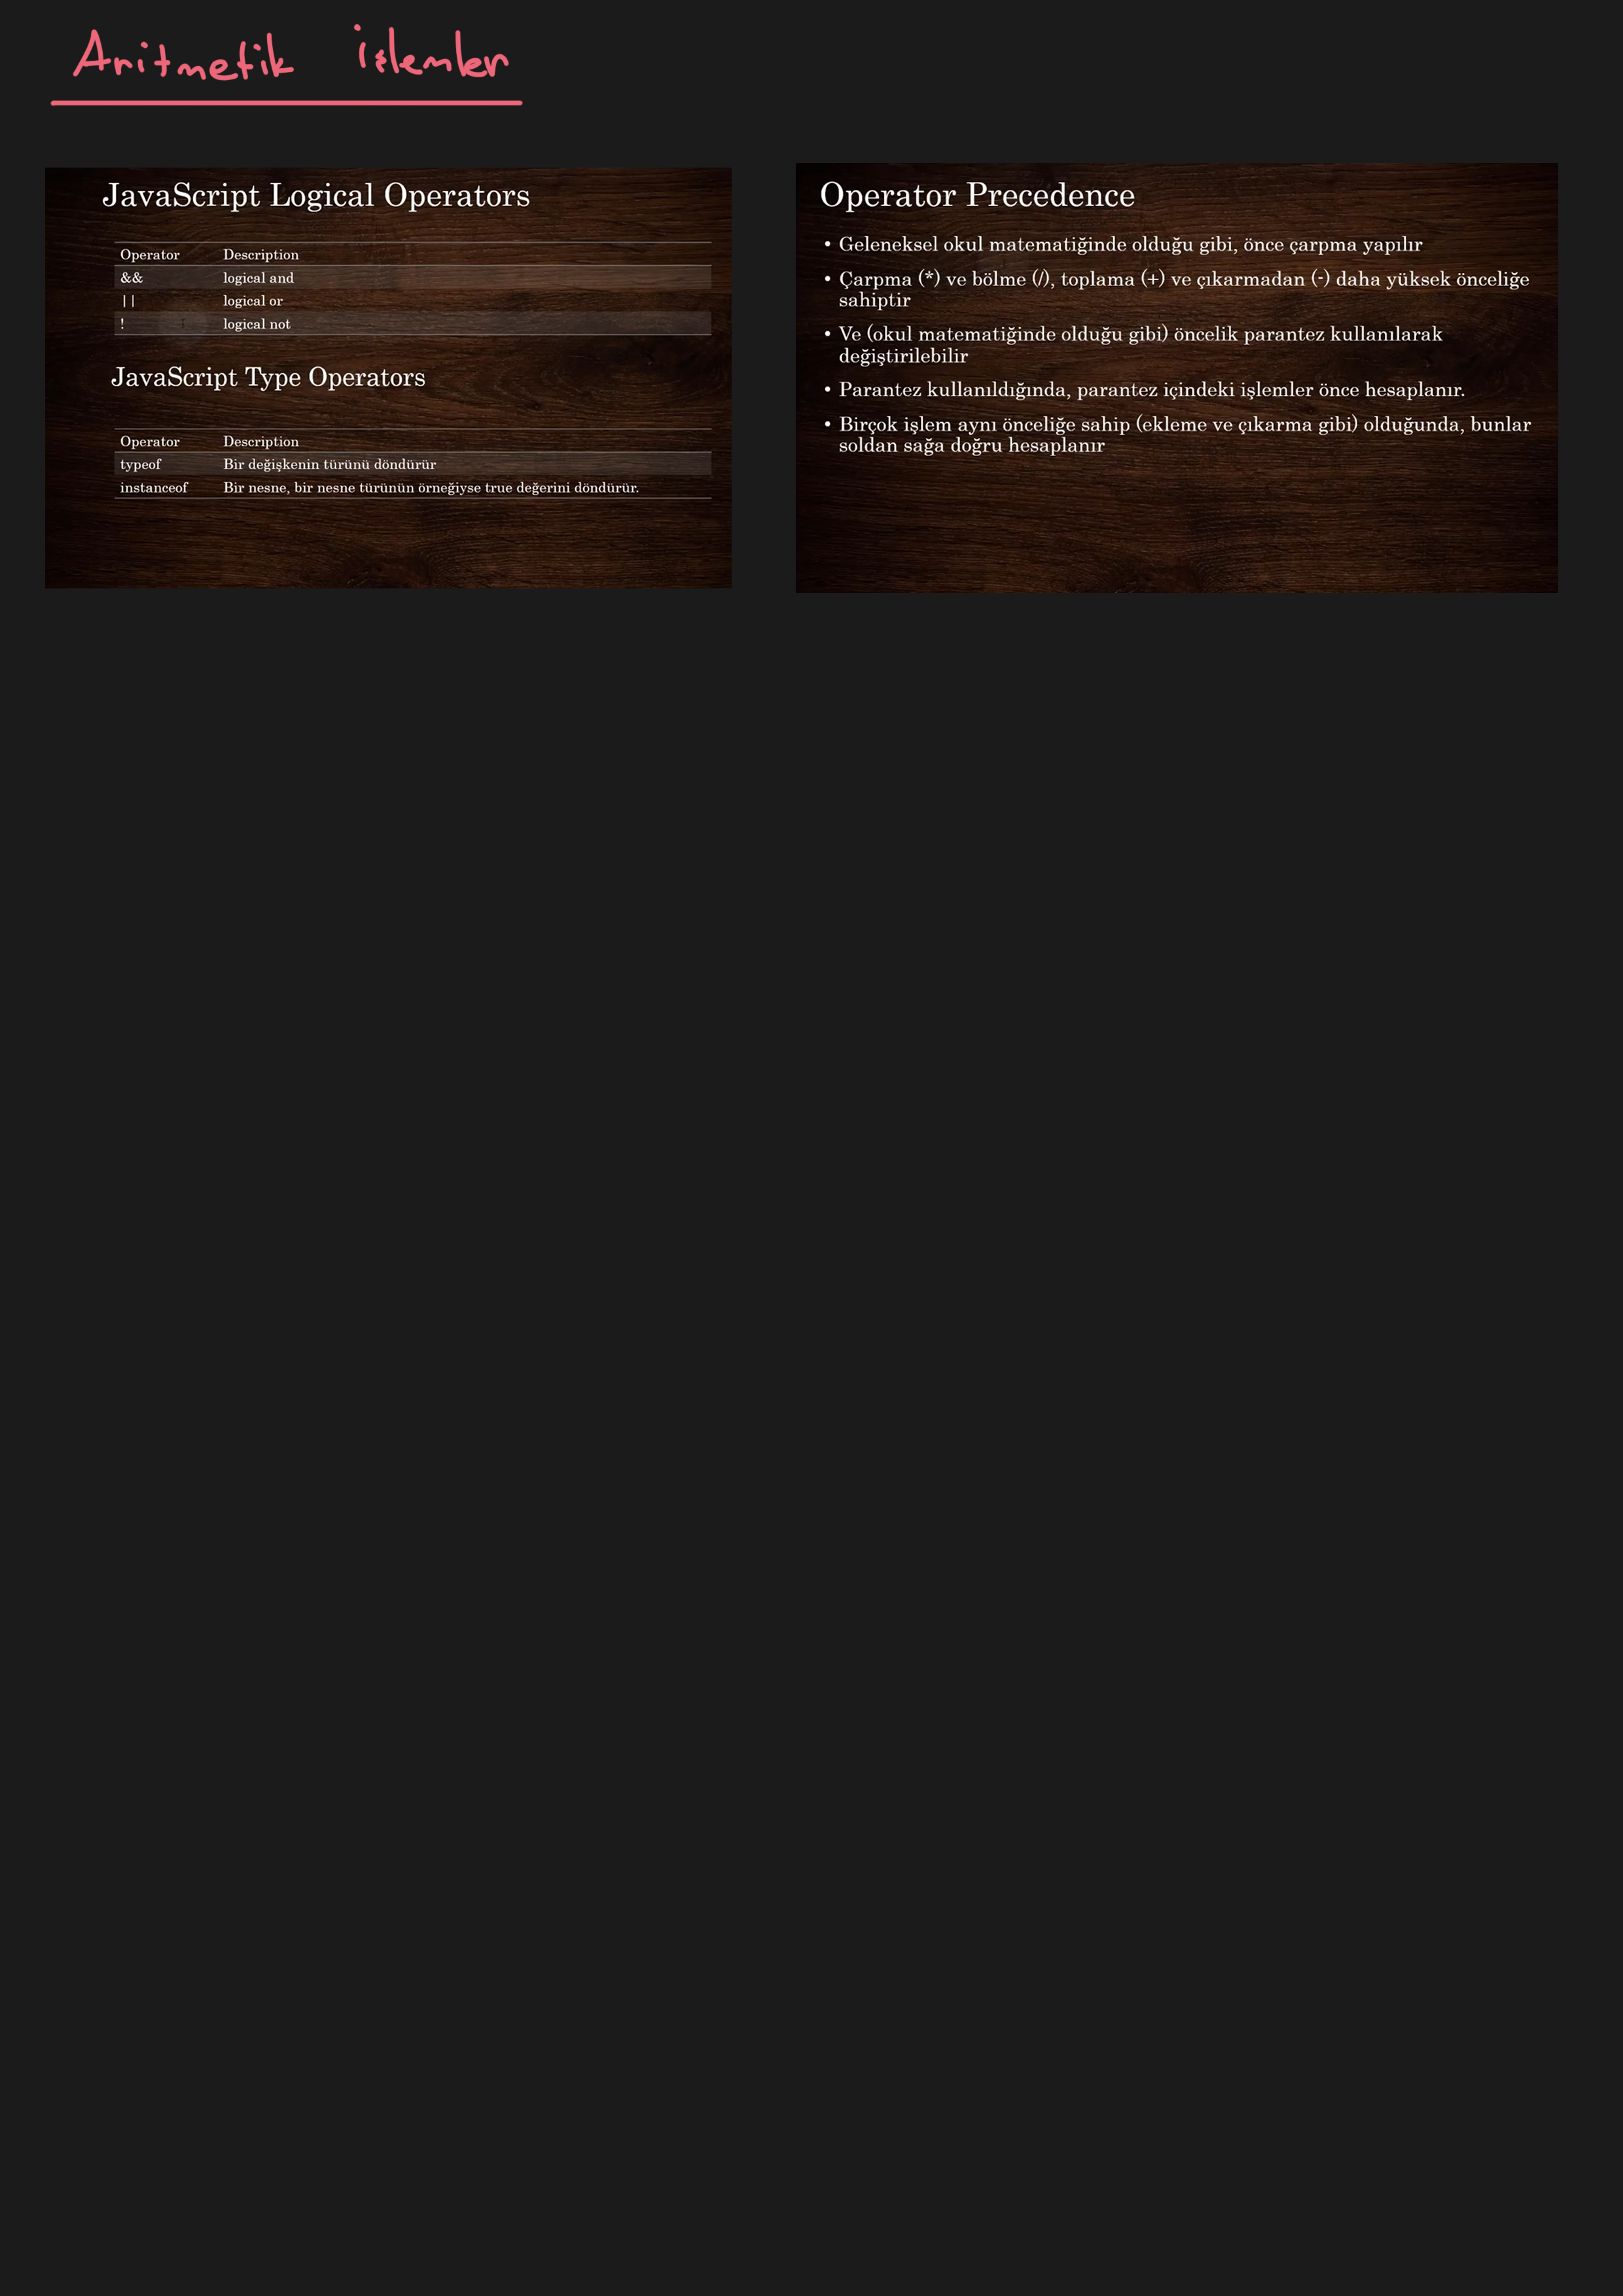 Aritmetik işlemler
JavaScript Logical Operators
Operator Description
&& logical and
|| logical or
! logical not
JavaScript Type Operators
Operator Description
typeof Bir değişkenin türünü döndürür
instanceof Bir nesne, bir nesne türünün örneğiyse true değerini döndürür.
Operator Precedence
• Geleneksel okul matematiğinde olduğu gibi, önce çarpma yapılır
• Çarpma (*) ve bölme (/), toplama (+) ve çıkarmadan (-) daha yüksek önceliğe
sahiptir
• Ve (okul matematiğinde olduğu gibi) öncelik parantez kullanılarak
değiştirilebilir
• Parantez kullanıldığında, parantez içindeki işlemler önce hesaplanır.
• Birçok işlem aynı önceliğe sahip (ekleme ve çıkarma gibi) olduğunda, bunlar
soldan sağa doğru hesaplanır